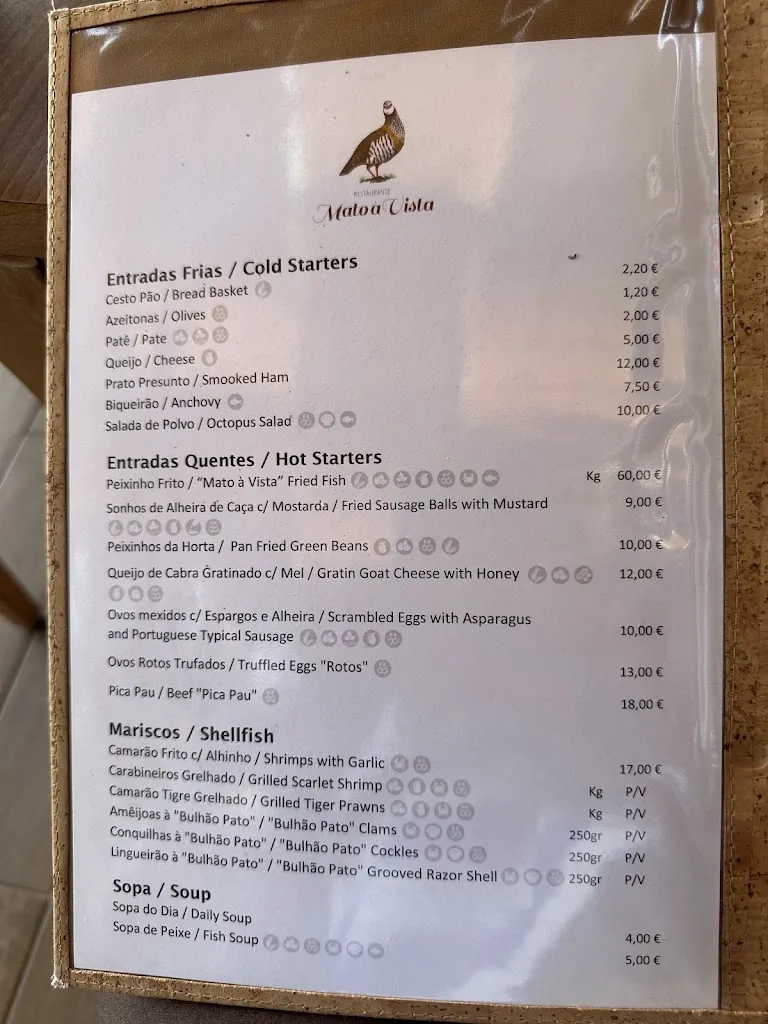 RESTAURANTE
Mato à Vista
Entradas Frias / Cold Starters
Cesto Pão / Bread Basket 2,20 €
Azeitonas / Olives 1,20 €
Patê / Pate 2,00 €
Queijo / Cheese 5,00 €
Prato Presunto / Smooked Ham 12,00 €
Biqueirão / Anchovy 7,50 €
Salada de Polvo / Octopus Salad 10,00 €
Entradas Quentes / Hot Starters
Peixinho Frito / “Mato à Vista” Fried Fish Kg 60,00 €
Sonhos de Alheira de Caça c/ Mostarda / Fried Sausage Balls with Mustard 9,00 €
Peixinhos da Horta / Pan Fried Green Beans 10,00 €
Queijo de Cabra Gratinado c/ Mel / Gratin Goat Cheese with Honey 12,00 €
Ovos mexidos c/ Espargos e Alheira / Scrambled Eggs with Asparagus
and Portuguese Typical Sausage 10,00 €
Ovos Rotos Trufados / Truffled Eggs "Rotos" 13,00 €
Pica Pau / Beef "Pica Pau" 18,00 €
Mariscos / Shellfish
Camarão Frito c/ Alhinho / Shrimps with Garlic 17,00 €
Carabineiros Grelhado / Grilled Scarlet Shrimp Kg P/V
Camarão Tigre Grelhado / Grilled Tiger Prawns Kg P/V
Amêijoas à "Bulhão Pato" / "Bulhão Pato" Clams 250gr P/V
Conquilhas à "Bulhão Pato" / "Bulhão Pato" Cockles 250gr P/V
Lingueirão à "Bulhão Pato" / "Bulhão Pato" Grooved Razor Shell 250gr P/V
Sopa / Soup
Sopa do Dia / Daily Soup 4,00 €
Sopa de Peixe / Fish Soup 5,00 €